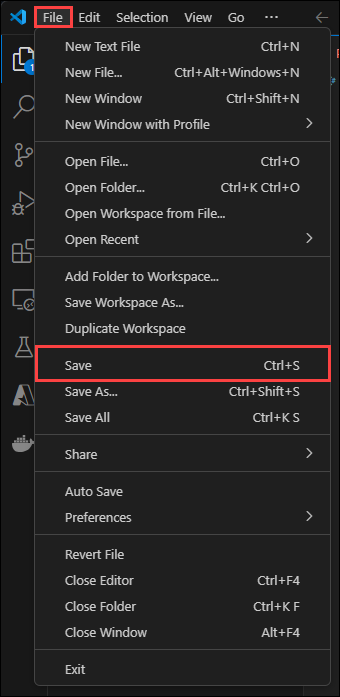 File Edit Selection View Go ...
New Text File Ctrl+N
New File... Ctrl+Alt+Windows+N
New Window Ctrl+Shift+N
New Window with Profile
Open File... Ctrl+O
Open Folder... Ctrl+K Ctrl+O
Open Workspace from File...
Open Recent
Add Folder to Workspace...
Save Workspace As...
Duplicate Workspace
Save Ctrl+S
Save As... Ctrl+Shift+S
Save All Ctrl+K S
Share
Auto Save
Preferences
Revert File
Close Editor Ctrl+F4
Close Folder Ctrl+K F
Close Window Alt+F4
Exit